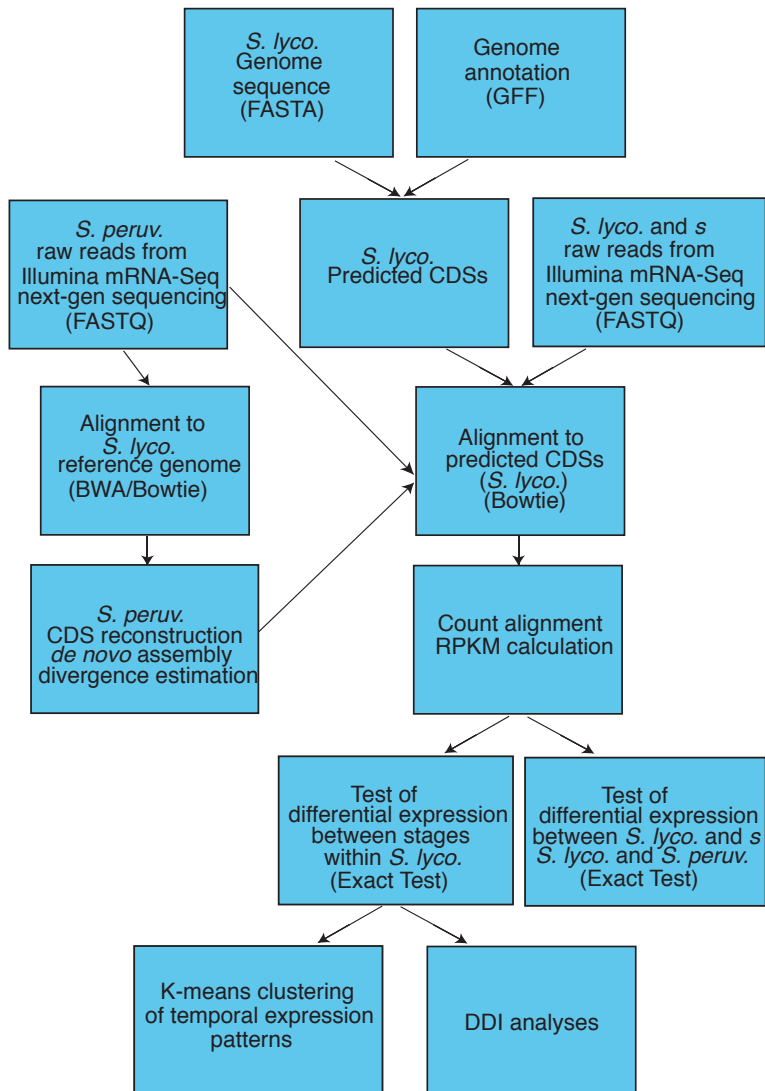 S. lyco.
Genome
sequence
(FASTA)
Genome
annotation
(GFF)
S. peruv.
raw reads from
Illumina mRNA-Seq
next-gen sequencing
(FASTQ)
S. lyco.
Predicted CDSs
S. lyco. and s
raw reads from
Illumina mRNA-Seq
next-gen sequencing
(FASTQ)
Alignment to
S. lyco.
reference genome
(BWA/Bowtie)
Alignment to
predicted CDSs
(S. lyco.)
(Bowtie)
S. peruv.
CDS reconstruction
de novo assembly
divergence estimation
Count alignment
RPKM calculation
Test of
differential expression
between stages
within S. lyco.
(Exact Test)
Test of
differential expression
between S. lyco. and s
S. lyco. and S. peruv.
(Exact Test)
K-means clustering
of temporal expression
patterns
DDI analyses